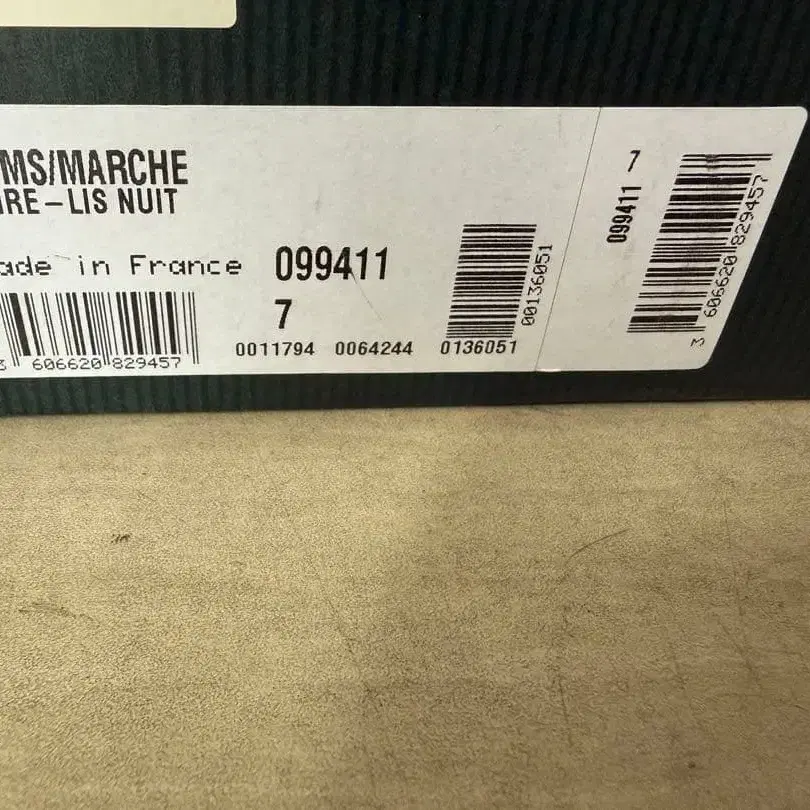 MS/MARCHE
IRE-LIS NUIT
ade in France 099411
7
3 606620 829457
0011794 0064244 0136051
00136051
7
099411
3 606620 829457